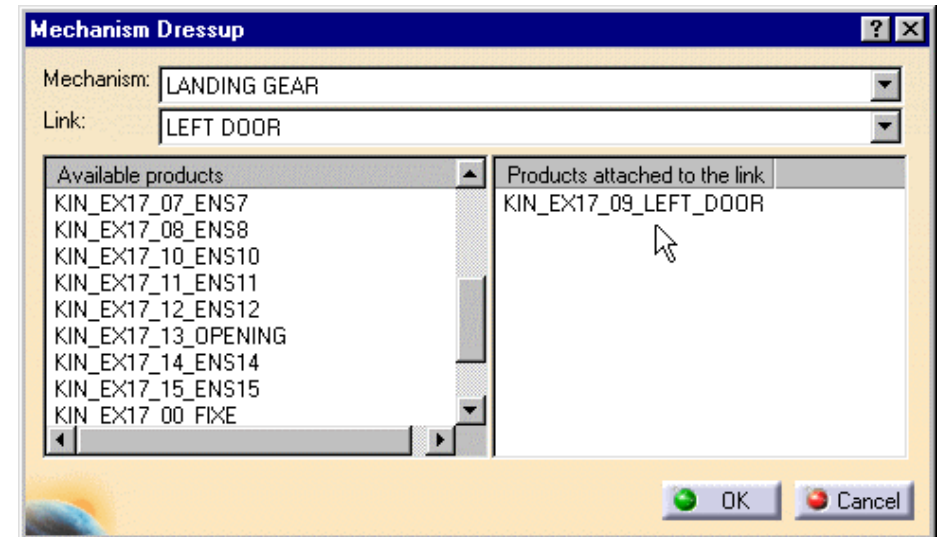 Mechanism Dressup
Mechanism: LANDING GEAR
Link: LEFT DOOR
Available products
KIN_EX17_07_ENS7
KIN_EX17_08_ENS8
KIN_EX17_10_ENS10
KIN_EX17_11_ENS11
KIN_EX17_12_ENS12
KIN_EX17_13_OPENING
KIN_EX17_14_ENS14
KIN_EX17_15_ENS15
KIN_EX17_00_FIXE
Products attached to the link
KIN_EX17_09_LEFT_DOOR
OK Cancel